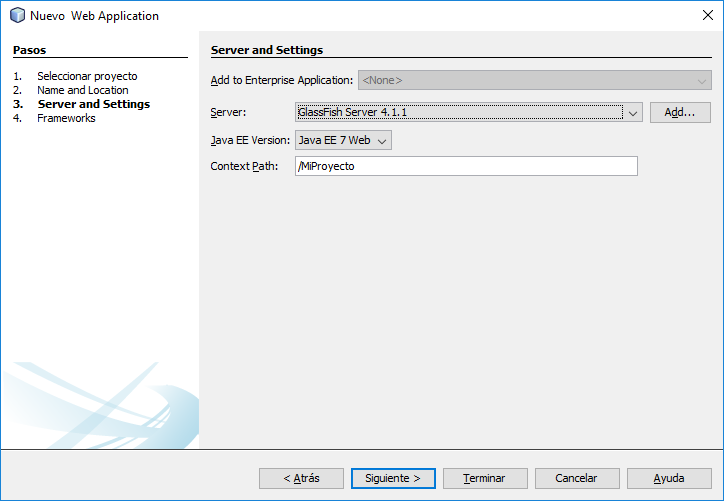 Nuevo Web Application
Pasos
1. Seleccionar proyecto
2. Name and Location
3. Server and Settings
4. Frameworks
Server and Settings
Add to Enterprise Application: <None>
Server: GlassFish Server 4.1.1 Add...
Java EE Version: Java EE 7 Web
Context Path: /MiProyecto
< Atrás Siguiente > Terminar Cancelar Ayuda